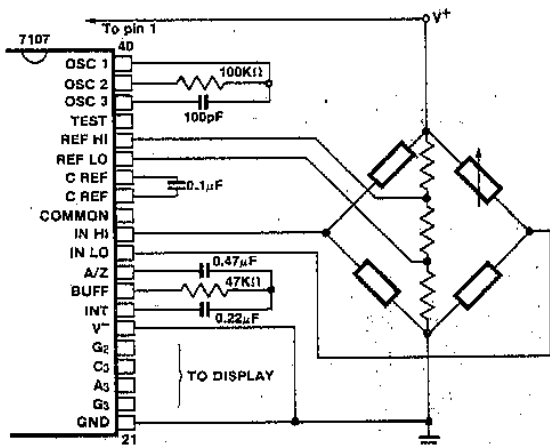 To pin 1
V+
7107
40
OSC 1
OSC 2
OSC 3
TEST
REF HI
REF LO
C REF
C REF
COMMON
IN HI
IN LO
A/Z
BUFF
INT
V−
G2
C3
A3
G3
GND
21
100KΩ
100pF
0.1µF
0.47µF
47KΩ
0.22µF
TO DISPLAY